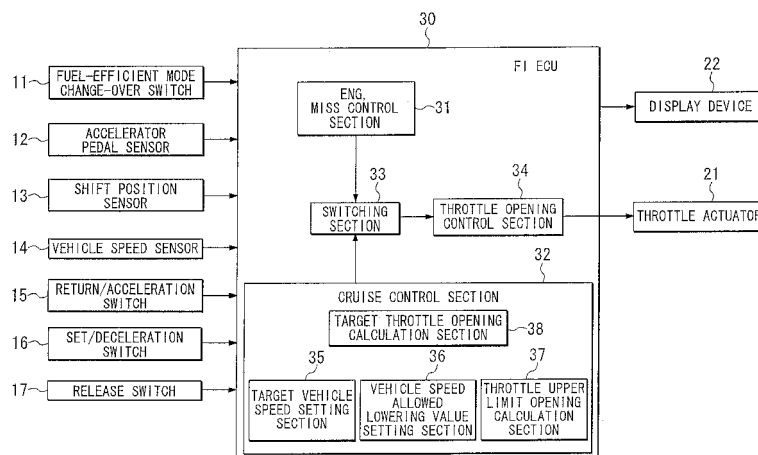 30
FI ECU
11
FUEL-EFFICIENT MODE
CHANGE-OVER SWITCH
12
ACCELERATOR
PEDAL SENSOR
13
SHIFT POSITION
SENSOR
14
VEHICLE SPEED SENSOR
15
RETURN/ACCELERATION
SWITCH
16
SET/DECELERATION
SWITCH
17
RELEASE SWITCH
ENG.
MISS CONTROL
SECTION
31
33
SWITCHING
SECTION
34
THROTTLE OPENING
CONTROL SECTION
32
CRUISE CONTROL SECTION
TARGET THROTTLE OPENING
CALCULATION SECTION
38
35
TARGET VEHICLE
SPEED SETTING
SECTION
36
VEHICLE SPEED
ALLOWED
LOWERING VALUE
SETTING SECTION
37
THROTTLE UPPER
LIMIT OPENING
CALCULATION
SECTION
22
DISPLAY DEVICE
21
THROTTLE ACTUATOR